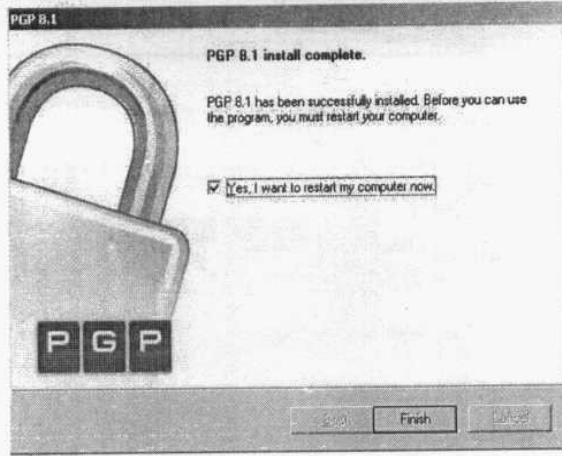 PGP 8.1
PGP 8.1 install complete.
PGP 8.1 has been successfully installed. Before you can use
the program, you must restart your computer.
Yes, I want to restart my computer now.
P G P
Finish
Cancel